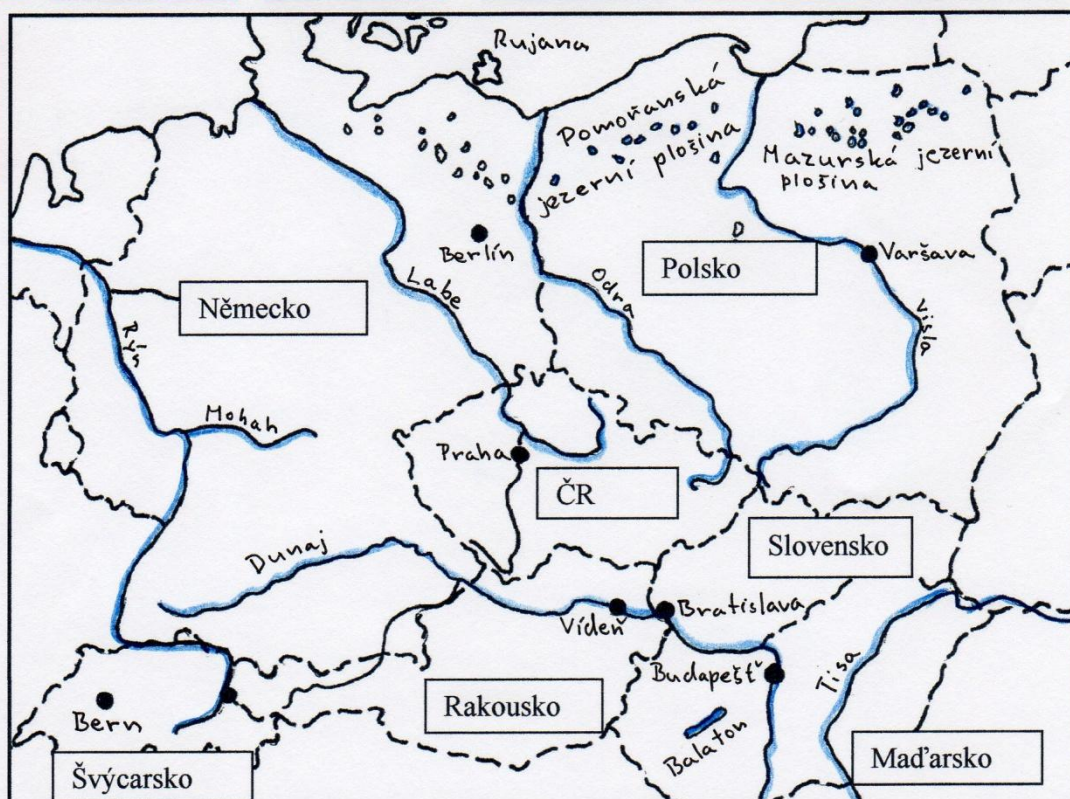 Rujana
Pomořanská
jezerní plošina
Mazurská jezerní
plošina
Berlín
Polsko
Varšava
Německo
Labe
Odra
Visla
Rýn
Mohan
SV
Praha
ČR
Slovensko
Dunaj
Vídeň
Bratislava
Budapešť
Tisa
Bern
Rakousko
Balaton
Maďarsko
Švýcarsko